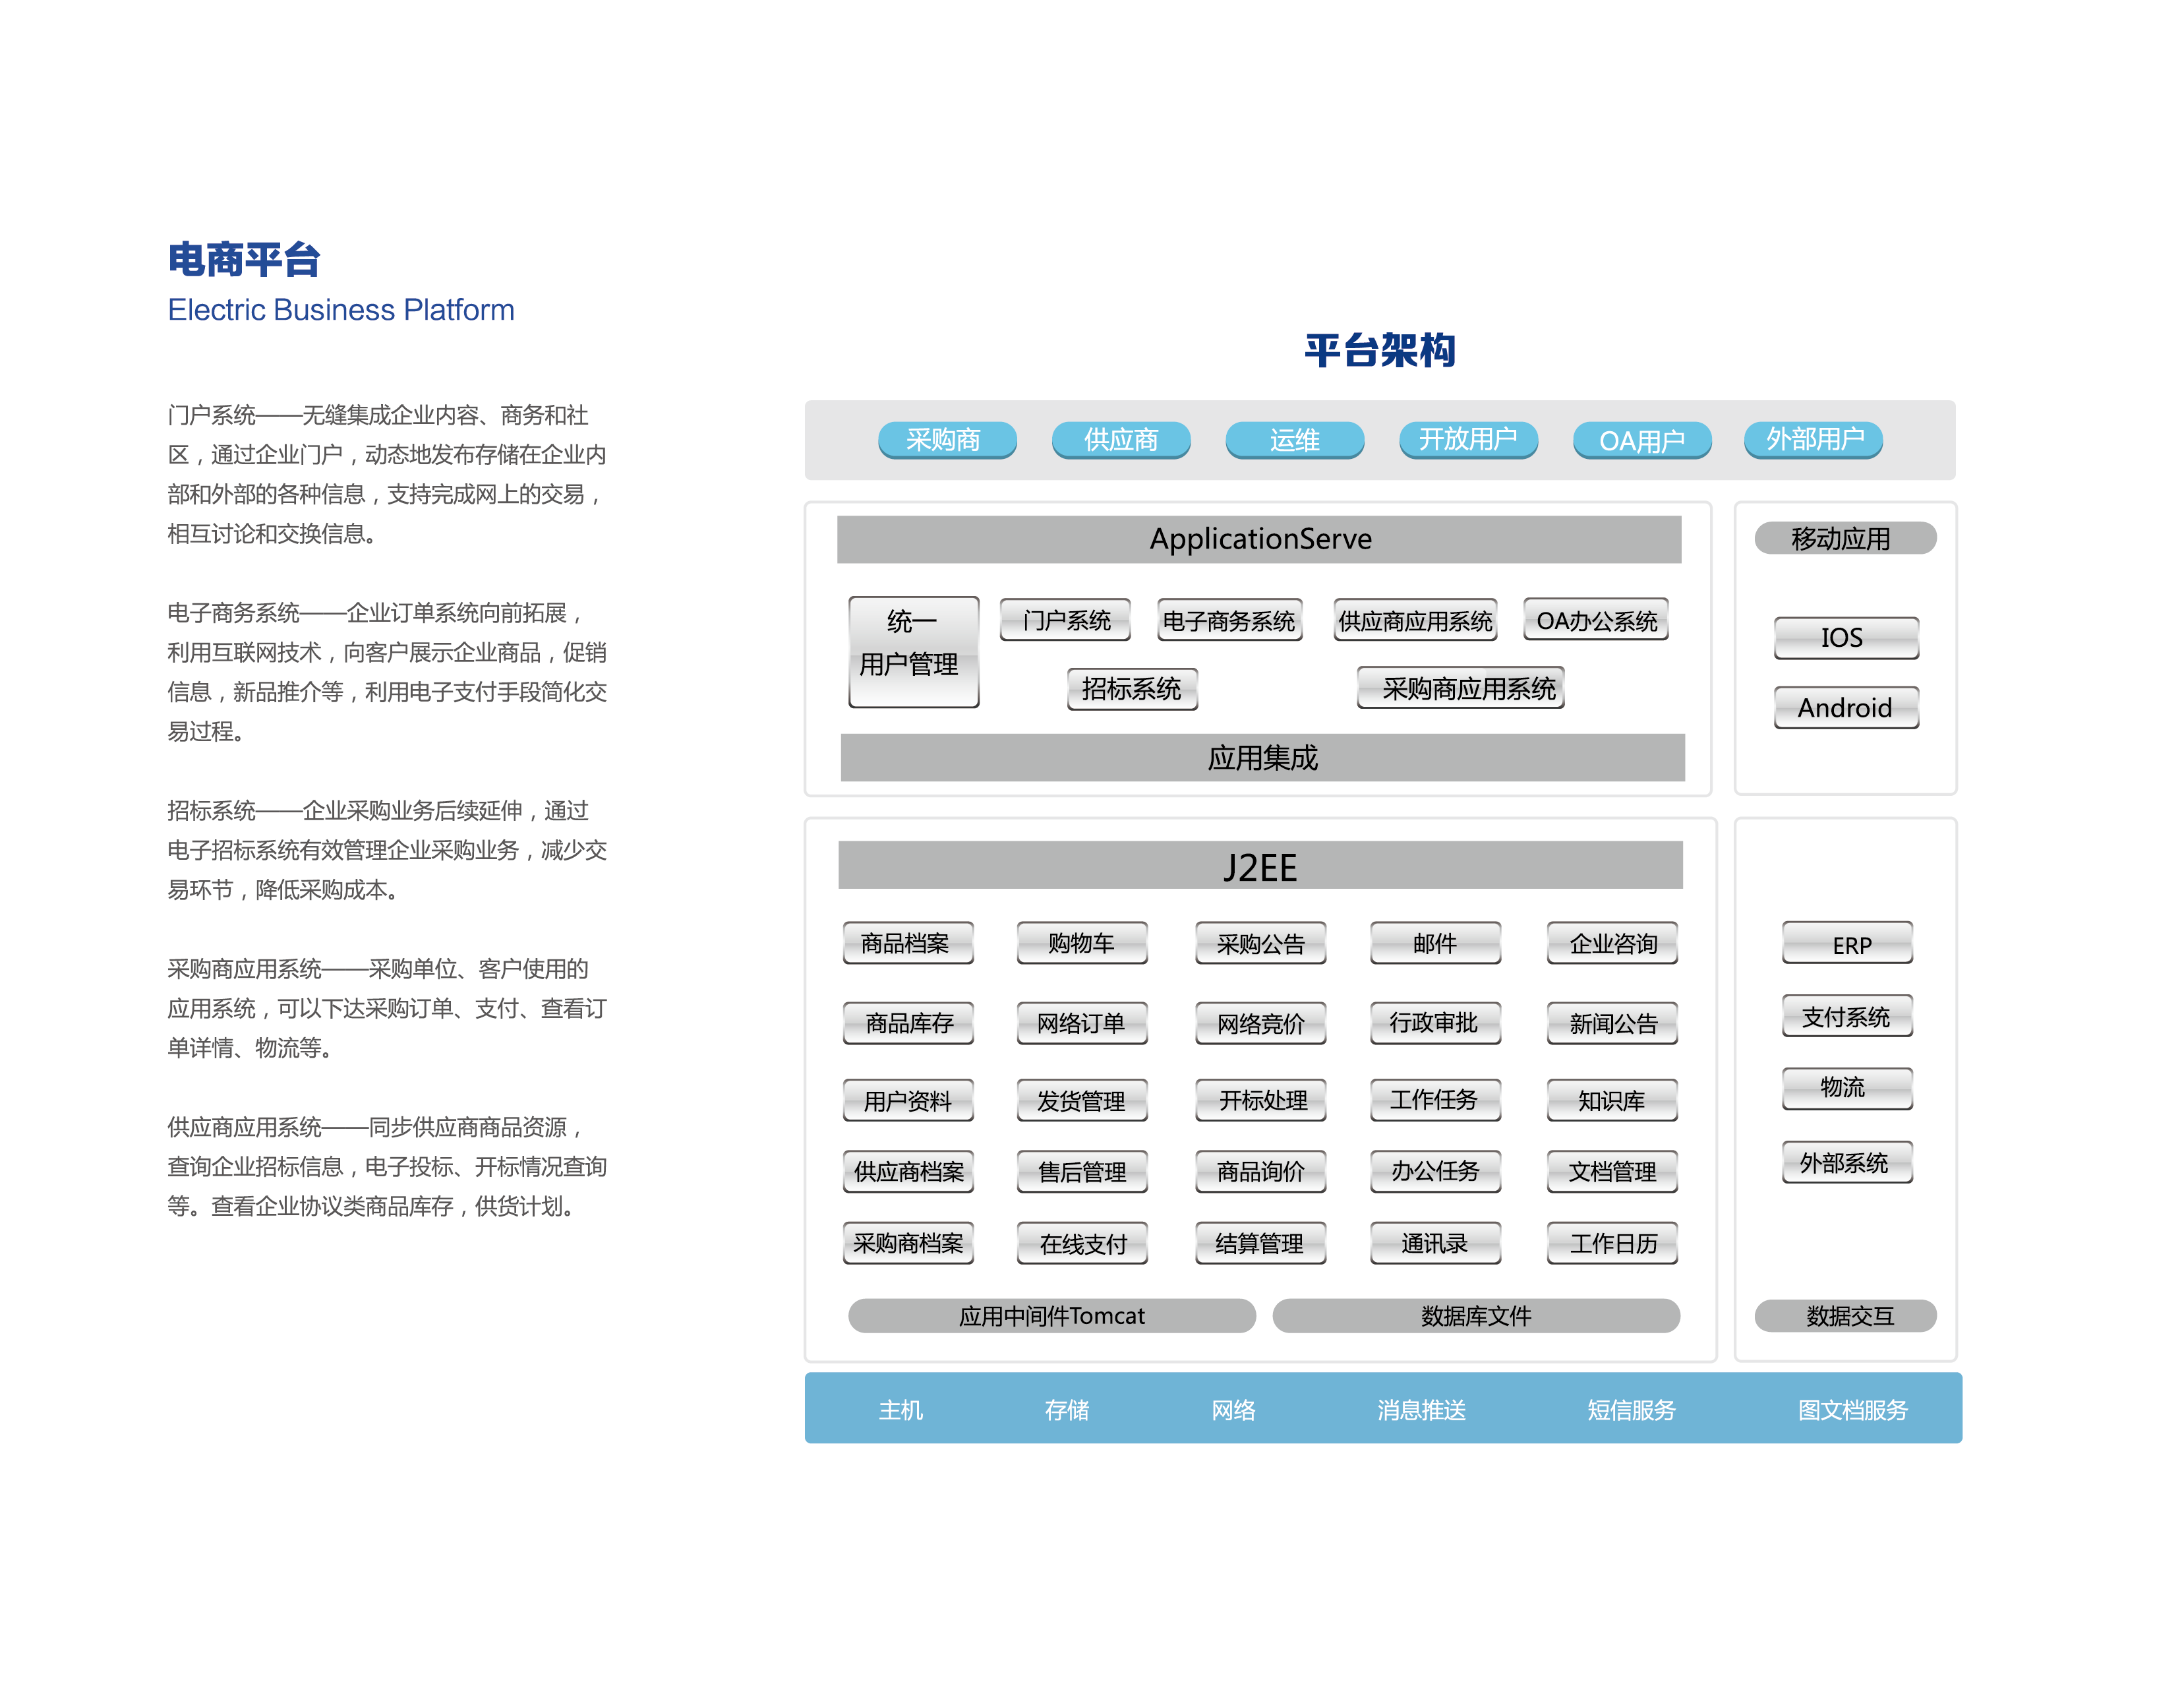 电商平台
Electric Business Platform
门户系统——无缝集成企业内容、商务和社
区，通过企业门户，动态地发布存储在企业内
部和外部的各种信息，支持完成网上的交易，
相互讨论和交换信息。
电子商务系统——企业订单系统向前拓展，
利用互联网技术，向客户展示企业商品，促销
信息，新品推介等，利用电子支付手段简化交
易过程。
招标系统——企业采购业务后续延伸，通过
电子招标系统有效管理企业采购业务，减少交
易环节，降低采购成本。
采购商应用系统——采购单位、客户使用的
应用系统，可以下达采购订单、支付、查看订
单详情、物流等。
供应商应用系统——同步供应商商品资源，
查询企业招标信息，电子投标、开标情况查询
等。查看企业协议类商品库存，供货计划。
平台架构
采购商 供应商 运维 开放用户 OA用户 外部用户
ApplicationServe
统一
用户管理
门户系统 电子商务系统 供应商应用系统 OA办公系统
招标系统 采购商应用系统
应用集成
移动应用
IOS
Android
J2EE
商品档案 购物车 采购公告 邮件 企业咨询
商品库存 网络订单 网络竞价 行政审批 新闻公告
用户资料 发货管理 开标处理 工作任务 知识库
供应商档案 售后管理 商品询价 办公任务 文档管理
采购商档案 在线支付 结算管理 通讯录 工作日历
应用中间件Tomcat 数据库文件
ERP
支付系统
物流
外部系统
数据交互
主机 存储 网络 消息推送 短信服务 图文档服务